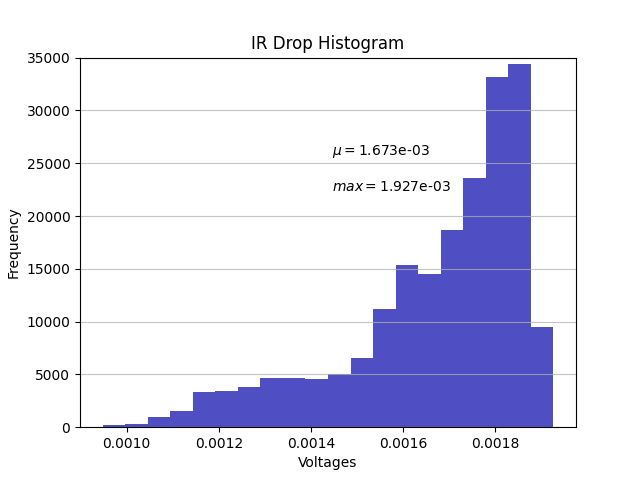 IR Drop Histogram
35000
30000
25000
20000
15000
10000
5000
0
Frequency
μ = 1.673e-03
max = 1.927e-03
0.0010 0.0012 0.0014 0.0016 0.0018
Voltages